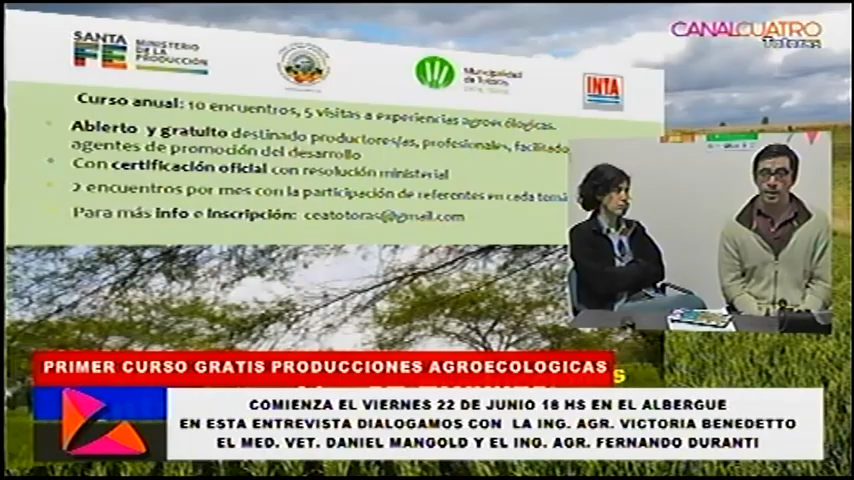 CANALCUATRO
Totoras
SANTA FE
MINISTERIO DE LA PRODUCCIÓN
Municipalidad de Totoras
INTA
Curso anual: 10 encuentros, 5 visitas a experiencias agroecológicas.
Abierto y gratuito destinado productores/as, profesionales, facilitado
agentes de promoción del desarrollo
Con certificación oficial con resolución ministerial
2 encuentros por mes con la participación de referentes en cada temá
Para más info e Inscripción: ceatotoras@gmail.com
PRIMER CURSO GRATIS PRODUCCIONES AGROECOLOGICAS
COMIENZA EL VIERNES 22 DE JUNIO 18 HS EN EL ALBERGUE
EN ESTA ENTREVISTA DIALOGAMOS CON LA ING. AGR. VICTORIA BENEDETTO
EL MED. VET. DANIEL MANGOLD Y EL ING. AGR. FERNANDO DURANTI